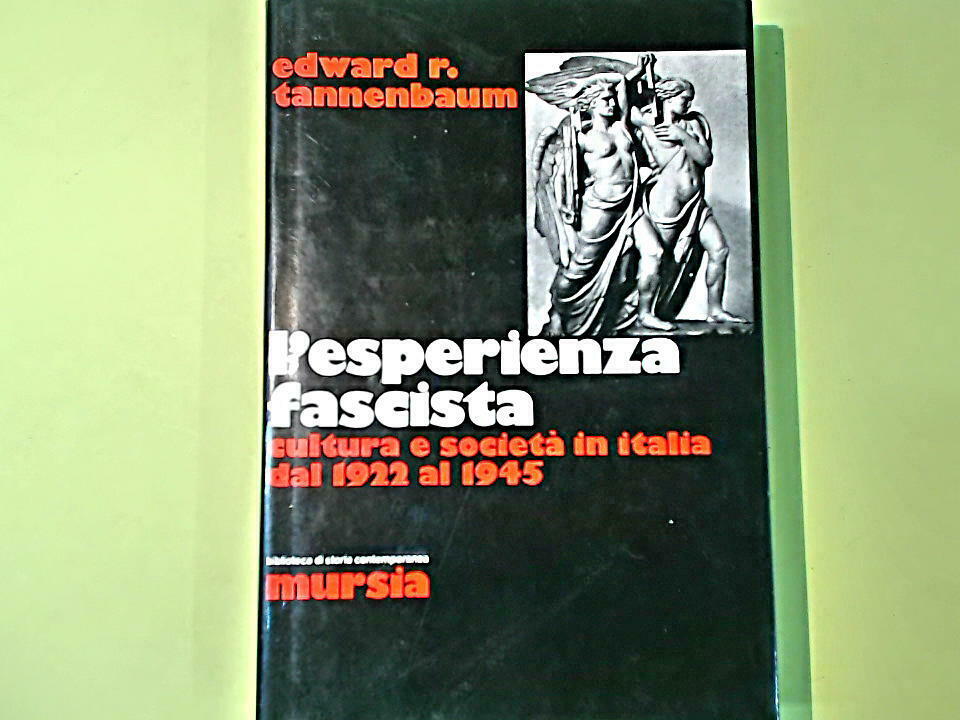 edward r.
tannenbaum
l'esperienza
fascista
cultura e società in italia
dal 1922 al 1945
biblioteca di storia contemporanea
mursia